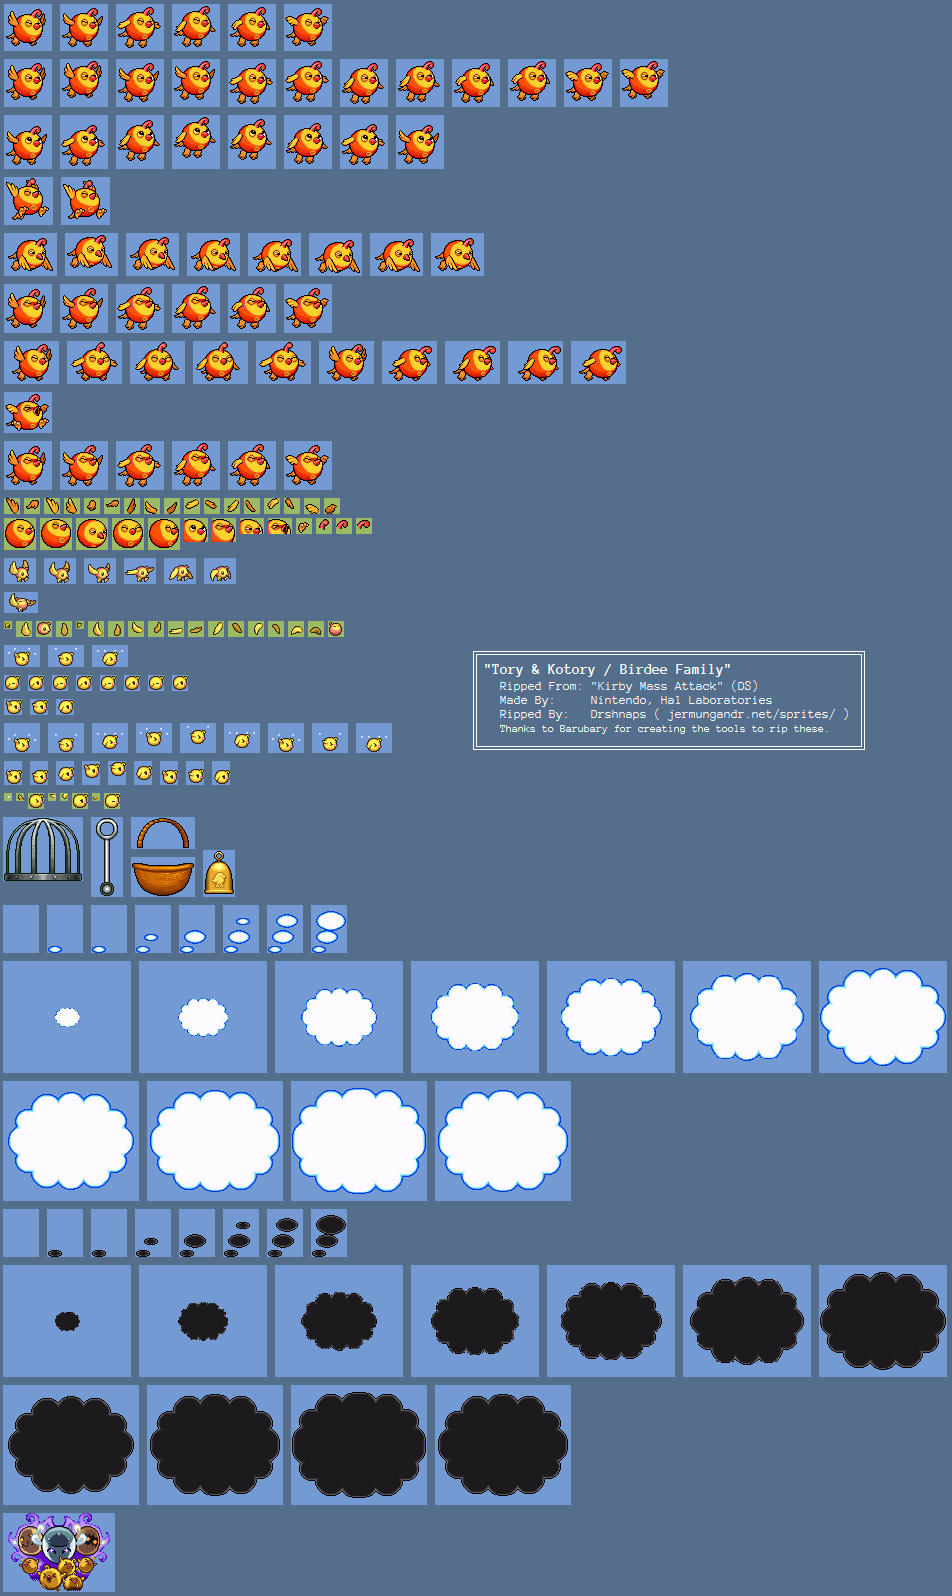 "Tory & Kotory / Birdee Family"
Ripped From: "Kirby Mass Attack" (DS)
Made By: Nintendo, Hal Laboratories
Ripped By: Drshnaps ( jermungandr.net/sprites/ )
Thanks to Barubary for creating the tools to rip these.